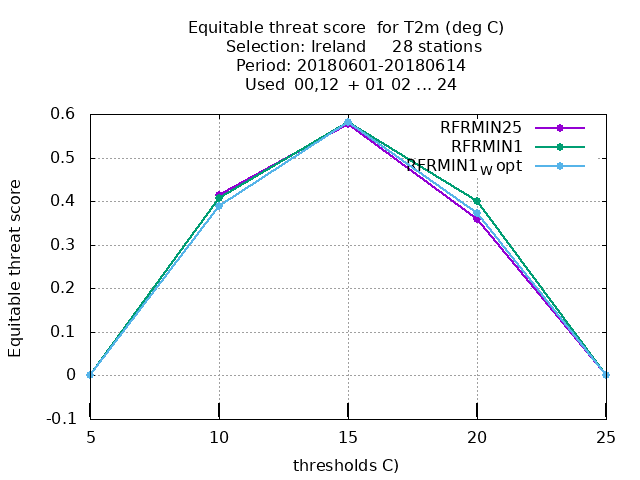 Equitable threat score for T2m (deg C)
Selection: Ireland 28 stations
Period: 20180601-20180614
Used 00,12 + 01 02 ... 24
RFRMIN25
RFRMIN1
RFRMIN1w opt
Equitable threat score
0.6
0.5
0.4
0.3
0.2
0.1
0
-0.1
5 10 15 20 25
thresholds C)